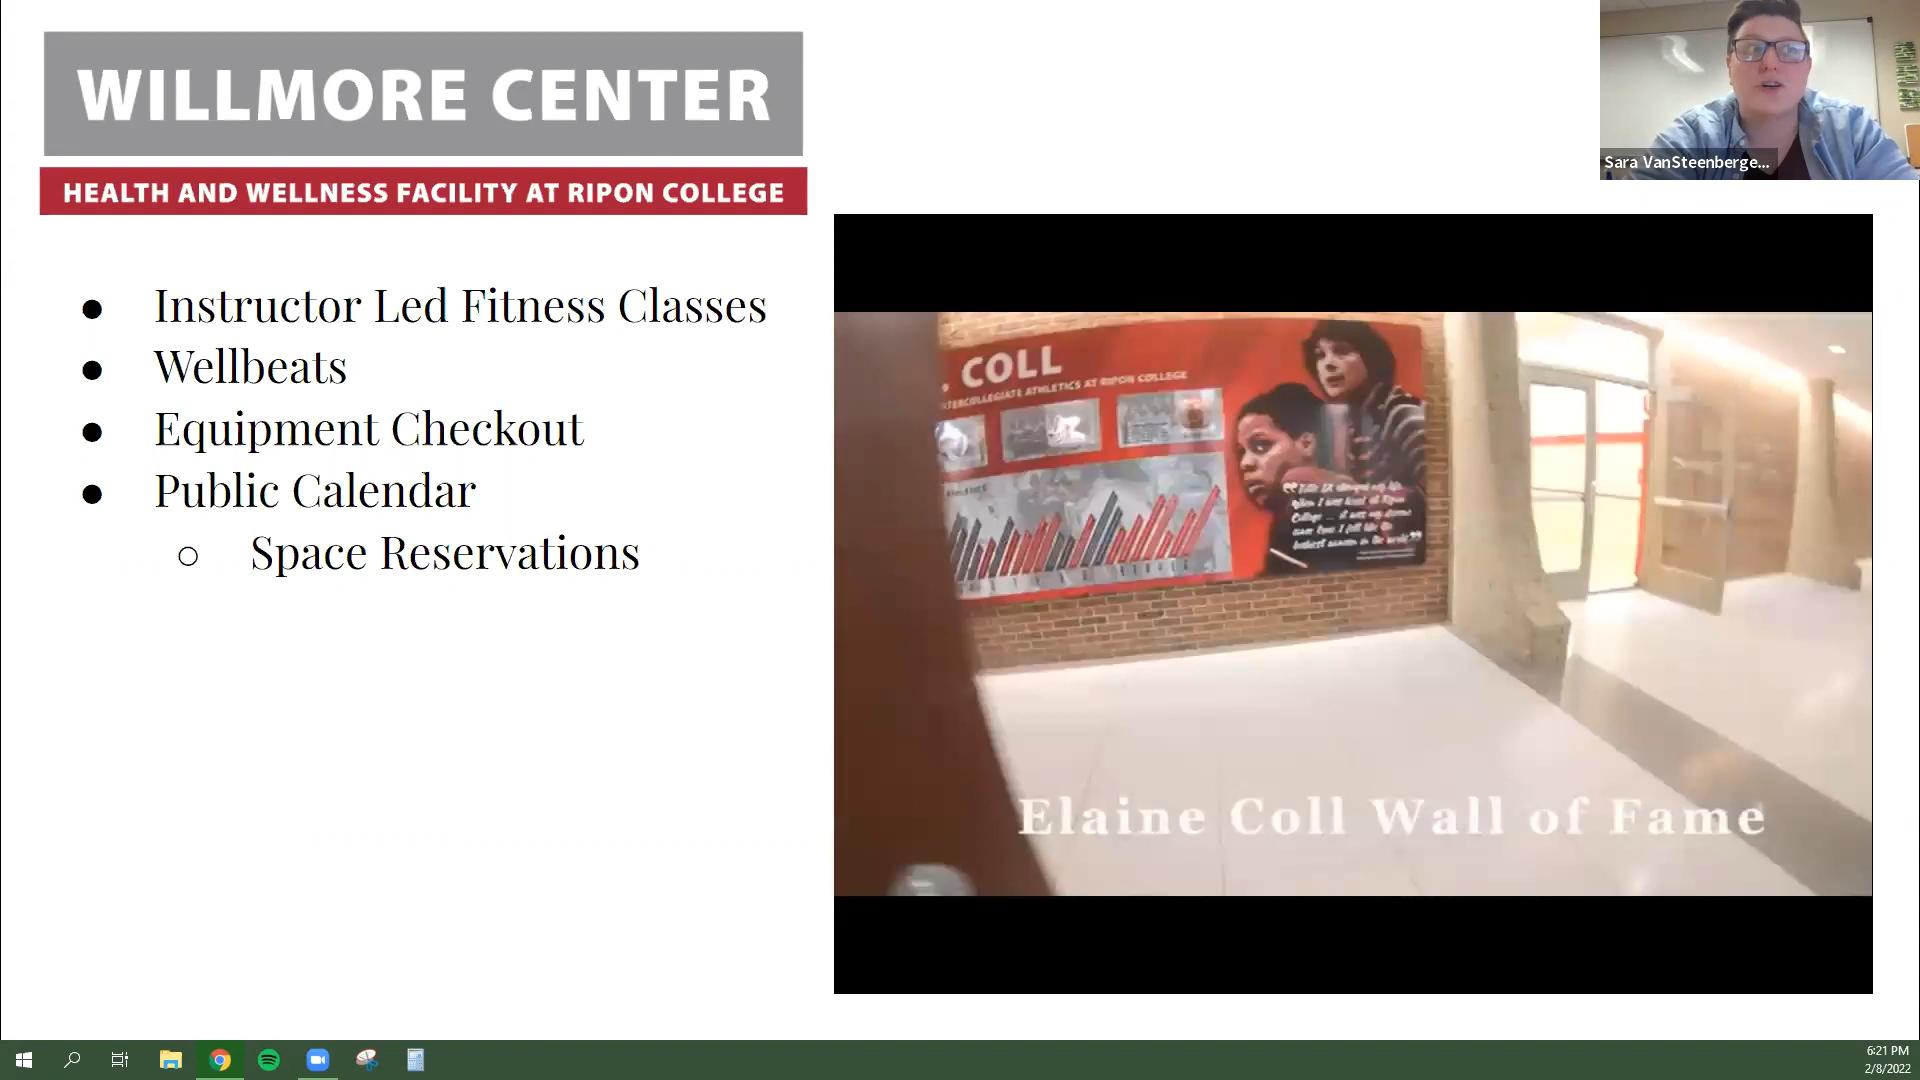 WILLMORE CENTER
HEALTH AND WELLNESS FACILITY AT RIPON COLLEGE
Sara VanSteenberge...
● Instructor Led Fitness Classes
● Wellbeats
● Equipment Checkout
● Public Calendar
○ Space Reservations
COLL
INTERCOLLEGIATE ATHLETICS AT RIPON COLLEGE
Elaine Coll Wall of Fame
6:21 PM
2/8/2022